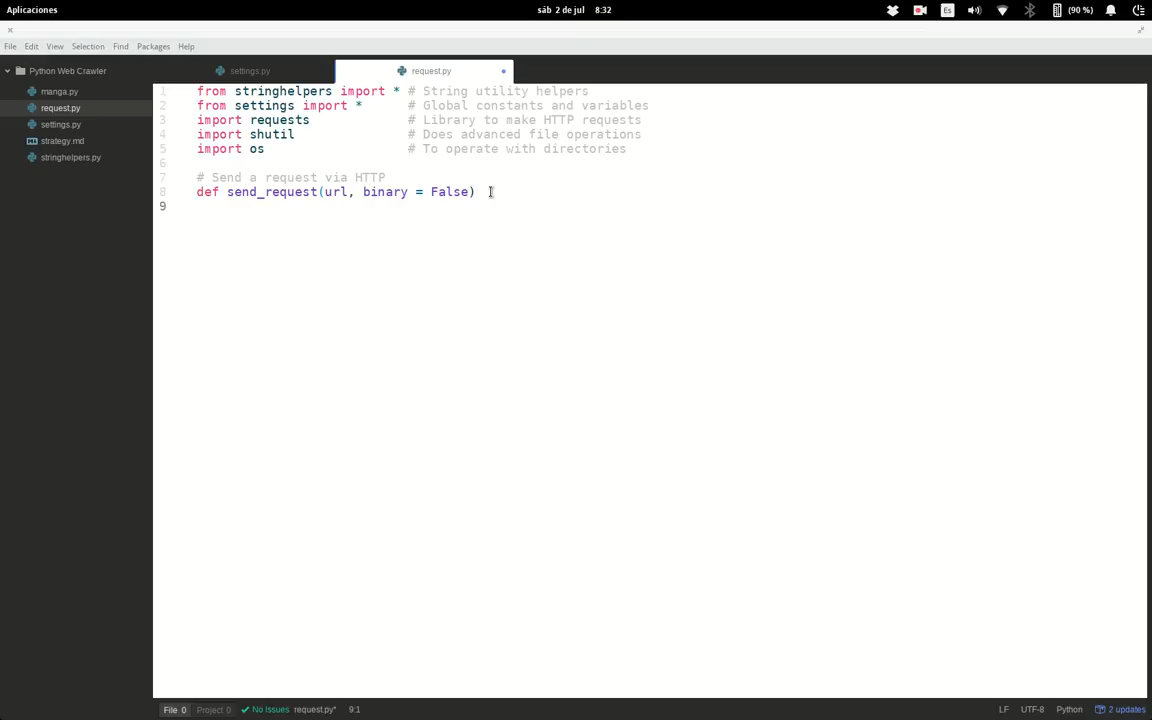 Aplicaciones
sáb 2 de jul 8:32
Es
(90 %)
File Edit View Selection Find Packages Help
Python Web Crawler
manga.py
request.py
settings.py
strategy.md
stringhelpers.py
settings.py
request.py
1 from stringhelpers import * # String utility helpers
2 from settings import * # Global constants and variables
3 import requests # Library to make HTTP requests
4 import shutil # Does advanced file operations
5 import os # To operate with directories
6
7 # Send a request via HTTP
8 def send_request(url, binary = False)
9
File 0 Project 0 No Issues request.py* 9:1
LF UTF-8 Python 2 updates